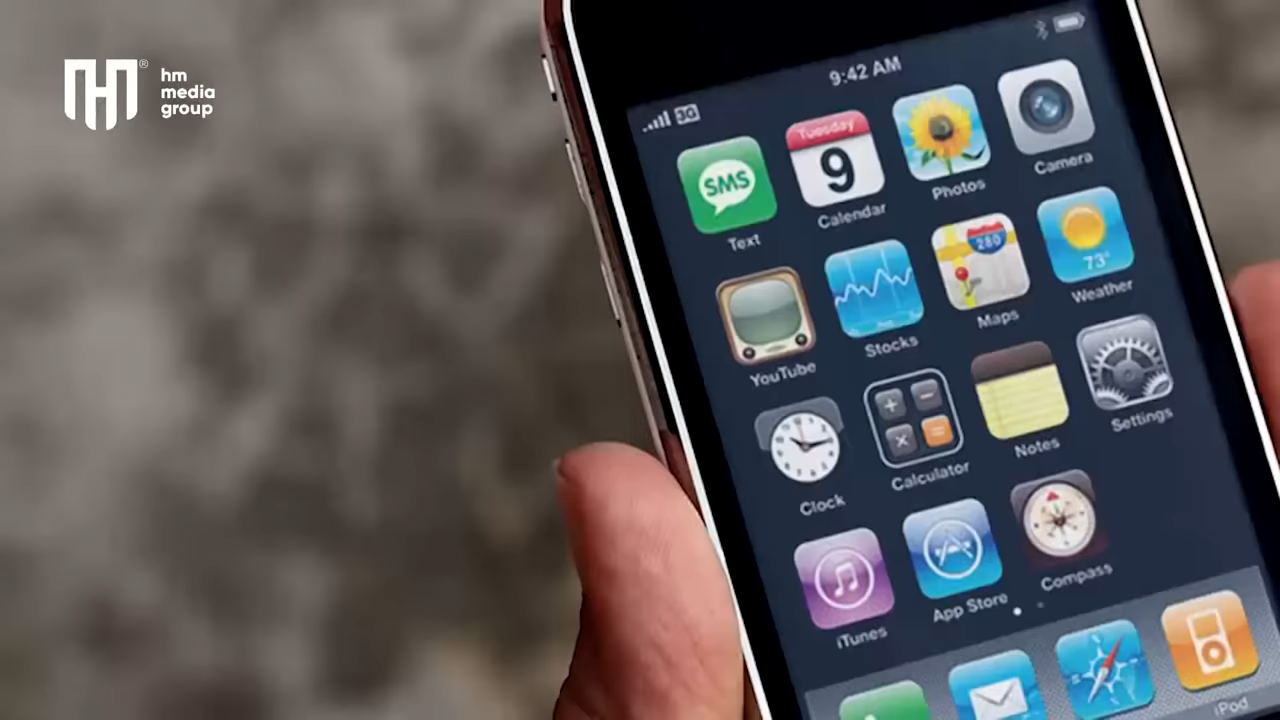 hm
media
group
®
9:42 AM
3G
SMS
Text
Tuesday
9
Calendar
Photos
Camera
YouTube
Stocks
280
Maps
73°
Weather
Clock
+ −
× =
Calculator
Notes
Settings
iTunes
App Store
Compass
iPod